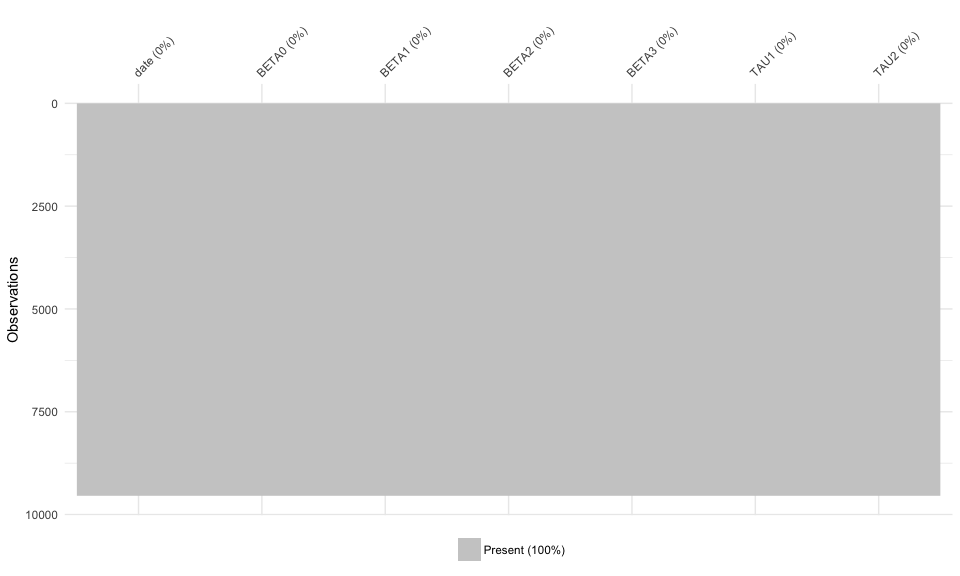 date (0%)
BETA0 (0%)
BETA1 (0%)
BETA2 (0%)
BETA3 (0%)
TAU1 (0%)
TAU2 (0%)
0
2500
5000
7500
10000
Observations
Present (100%)